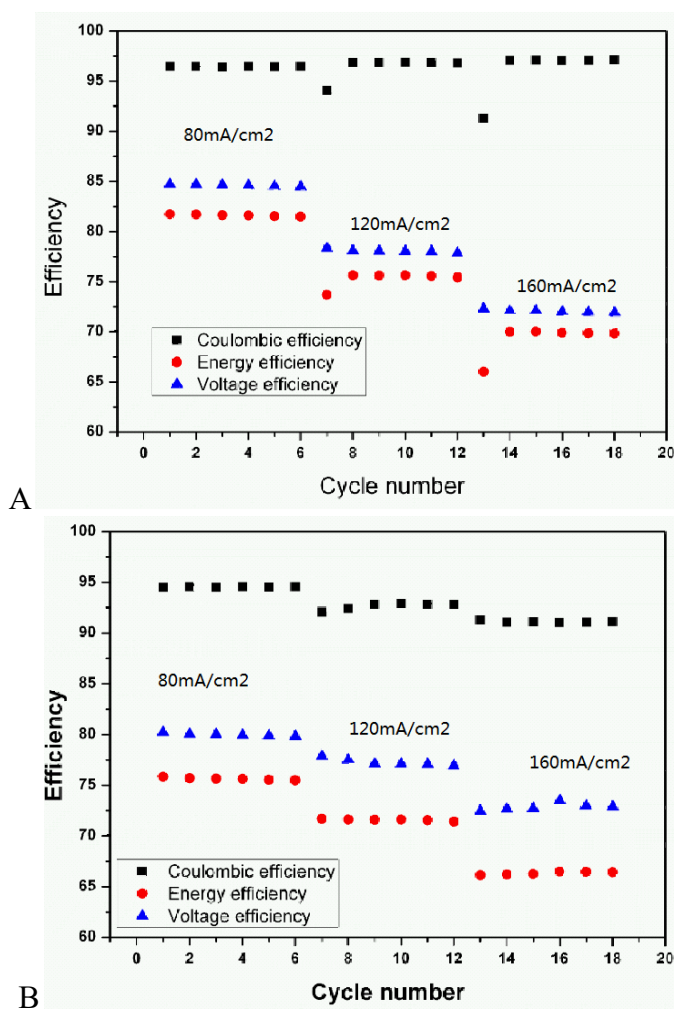 100
95
90
85
80
75
70
65
60
Efficiency
80mA/cm2
120mA/cm2
160mA/cm2
Coulombic efficiency
Energy efficiency
Voltage efficiency
0 2 4 6 8 10 12 14 16 18 20
Cycle number
A
100
95
90
85
80
75
70
65
60
Efficiency
80mA/cm2
120mA/cm2
160mA/cm2
Coulombic efficiency
Energy efficiency
Voltage efficiency
0 2 4 6 8 10 12 14 16 18 20
Cycle number
B